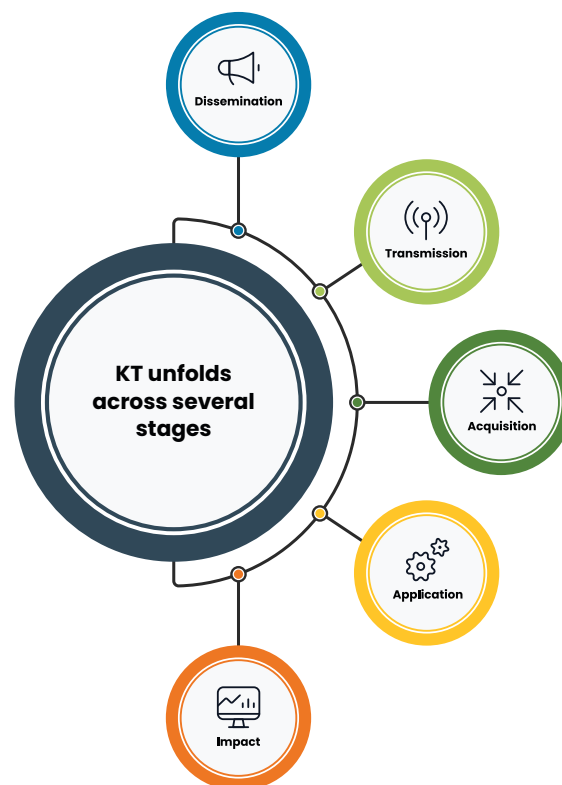 Dissemination
Transmission
KT unfolds
across several
stages
Acquisition
Application
Impact